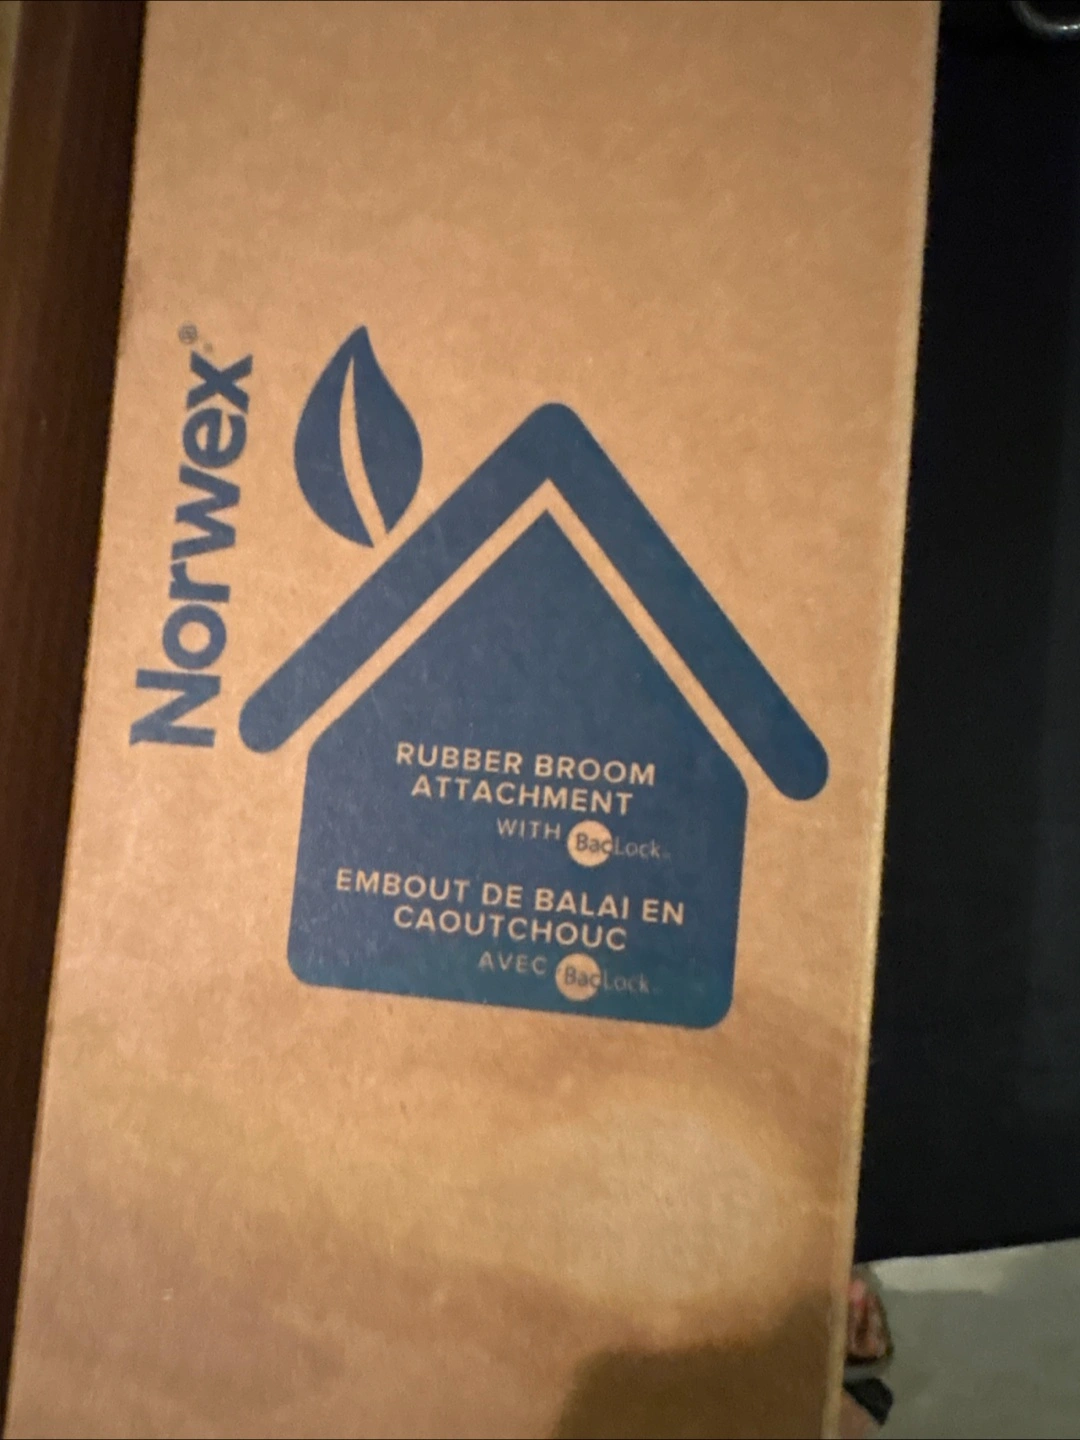 Norwex®
RUBBER BROOM
ATTACHMENT
WITH BacLock
EMBOUT DE BALAI EN
CAOUTCHOUC
AVEC BacLock